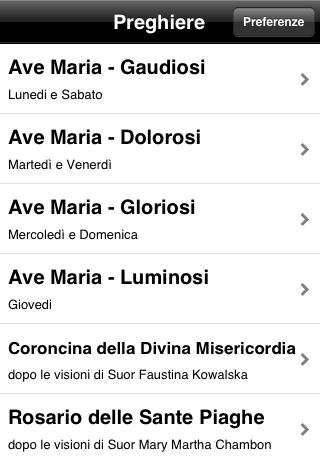 Preghiere
Preferenze
Ave Maria - Gaudiosi
Lunedi e Sabato
Ave Maria - Dolorosi
Martedì e Venerdì
Ave Maria - Gloriosi
Mercoledì e Domenica
Ave Maria - Luminosi
Giovedi
Coroncina della Divina Misericordia
dopo le visioni di Suor Faustina Kowalska
Rosario delle Sante Piaghe
dopo le visioni di Suor Mary Martha Chambon